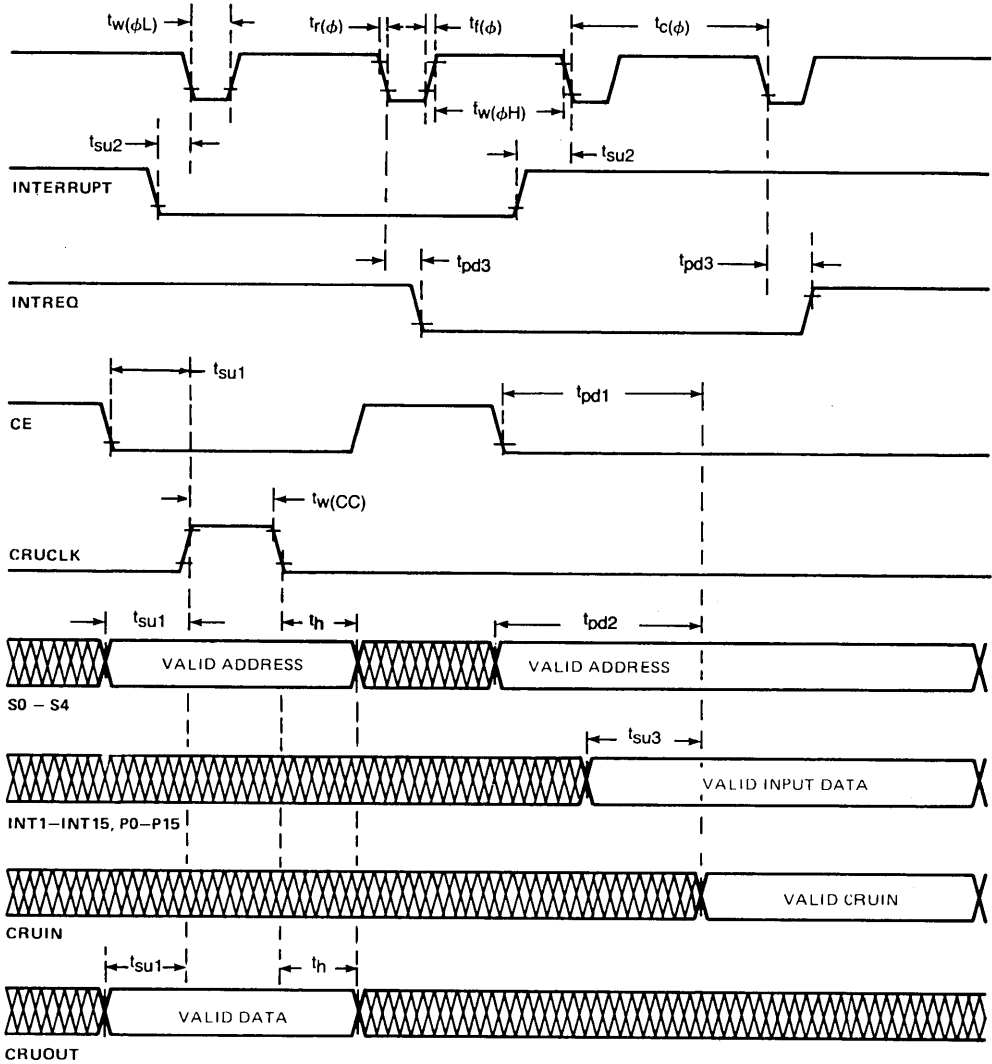 tw(ϕL) tr(ϕ) tf(ϕ) tc(ϕ)
tw(ϕH)
tsu2 tsu2
INTERRUPT
tpd3 tpd3
INTREQ
tsu1
tpd1
CE
tw(CC)
CRUCLK
tsu1 th tpd2
VALID ADDRESS VALID ADDRESS
S0 – S4
tsu3
VALID INPUT DATA
INT1–INT15, P0–P15
VALID CRUIN
CRUIN
tsu1 th
VALID DATA
CRUOUT